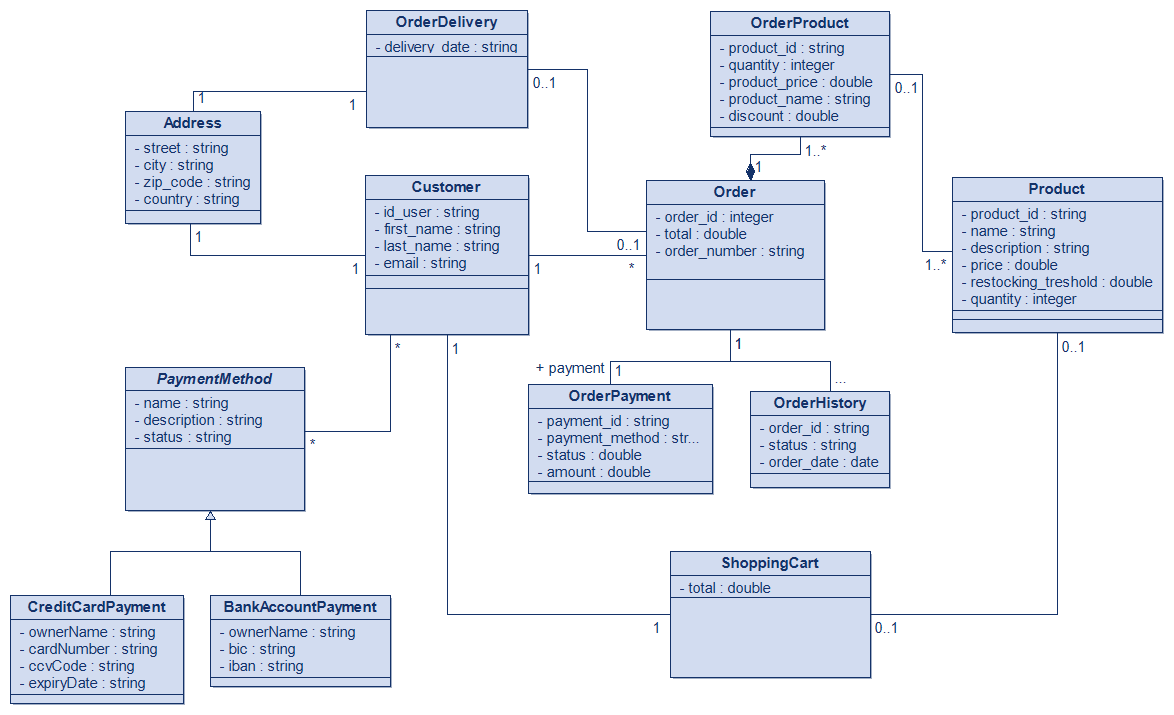 OrderDelivery
- delivery_date : string
0..1
1
1
OrderProduct
- product_id : string
- quantity : integer
- product_price : double
- product_name : string
- discount : double
0..1
1..*
1
Address
- street : string
- city : string
- zip_code : string
- country : string
1
1
Customer
- id_user : string
- first_name : string
- last_name : string
- email : string
1
*
0..1
Order
- order_id : integer
- total : double
- order_number : string
Product
- product_id : string
- name : string
- description : string
- price : double
- restocking_treshold : double
- quantity : integer
1..*
0..1
*
1
1
PaymentMethod
- name : string
- description : string
- status : string
*
+ payment
1
OrderPayment
- payment_id : string
- payment_method : str...
- status : double
- amount : double
...
OrderHistory
- order_id : string
- status : string
- order_date : date
ShoppingCart
- total : double
1
0..1
CreditCardPayment
- ownerName : string
- cardNumber : string
- ccvCode : string
- expiryDate : string
BankAccountPayment
- ownerName : string
- bic : string
- iban : string